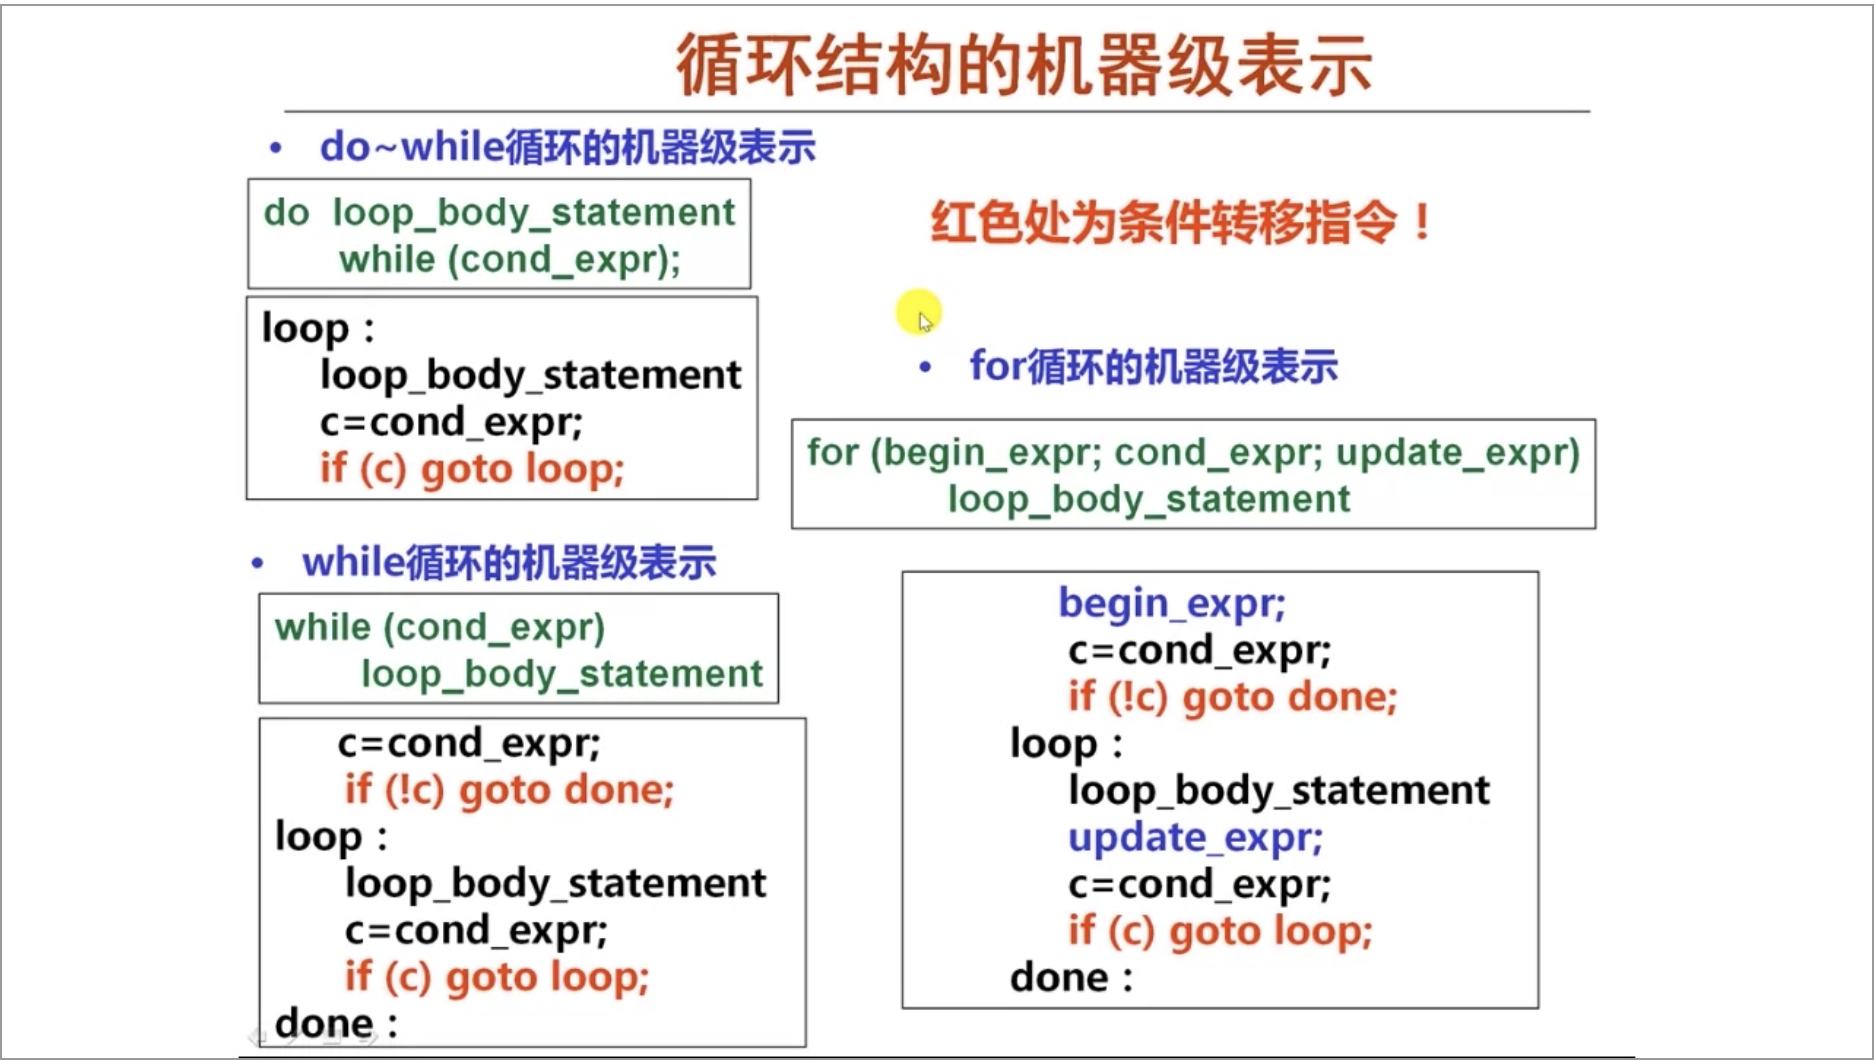 循环结构的机器级表示
• do~while循环的机器级表示
do loop_body_statement
while (cond_expr);
loop：
loop_body_statement
c=cond_expr;
if (c) goto loop;
• while循环的机器级表示
while (cond_expr)
loop_body_statement
c=cond_expr;
if (!c) goto done;
loop：
loop_body_statement
c=cond_expr;
if (c) goto loop;
done：
红色处为条件转移指令！
• for循环的机器级表示
for (begin_expr; cond_expr; update_expr)
loop_body_statement
begin_expr;
c=cond_expr;
if (!c) goto done;
loop：
loop_body_statement
update_expr;
c=cond_expr;
if (c) goto loop;
done：